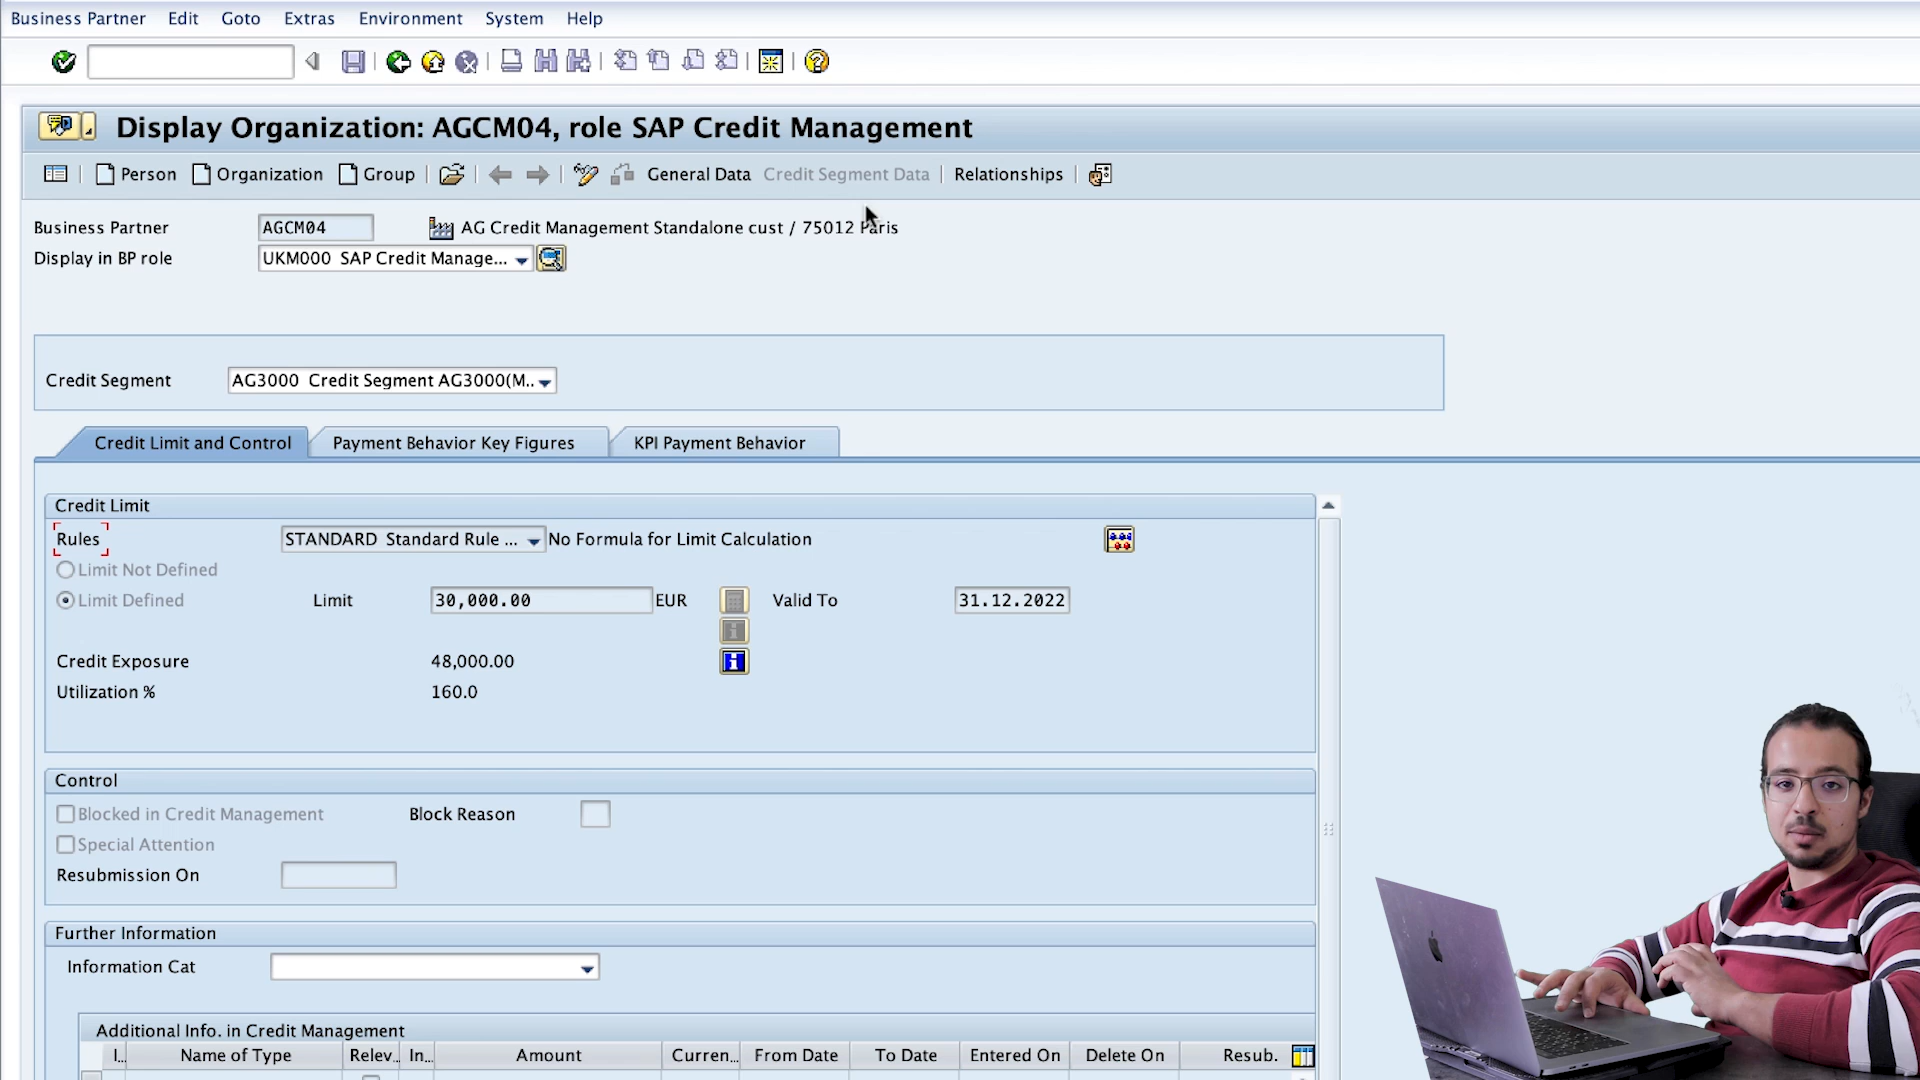 Business Partner Edit Goto Extras Environment System Help
Display Organization: AGCM04, role SAP Credit Management
Person Organization Group General Data Credit Segment Data Relationships
Business Partner AGCM04 AG Credit Management Standalone cust / 75012 Paris
Display in BP role UKM000 SAP Credit Manage...
Credit Segment AG3000 Credit Segment AG3000(M..
Credit Limit and Control Payment Behavior Key Figures KPI Payment Behavior
Credit Limit
Rules STANDARD Standard Rule ... No Formula for Limit Calculation
Limit Not Defined
Limit Defined Limit 30,000.00 EUR Valid To 31.12.2022
Credit Exposure 48,000.00
Utilization % 160.0
Control
Blocked in Credit Management Block Reason
Special Attention
Resubmission On
Further Information
Information Cat
Additional Info. in Credit Management
I.. Name of Type Relev.. In... Amount Curren... From Date To Date Entered On Delete On Resub.